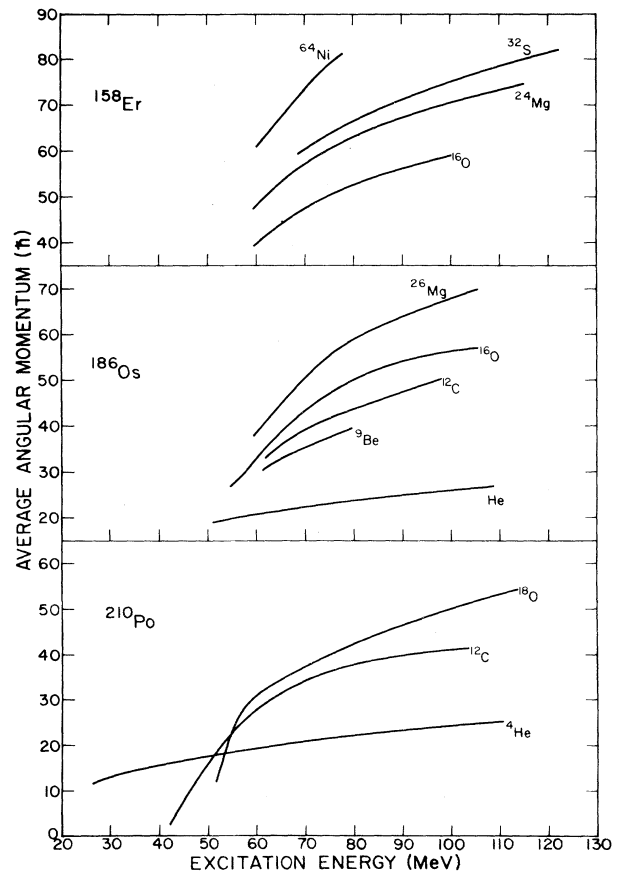 AVERAGE ANGULAR MOMENTUM (ħ)
90
80
70
60
50
40
158Er
64Ni
32S
24Mg
16O
70
60
50
40
30
20
186Os
26Mg
16O
12C
9Be
He
60
50
40
30
20
10
0
210Po
18O
12C
4He
20 30 40 50 60 70 80 90 100 110 120 130
EXCITATION ENERGY (MeV)